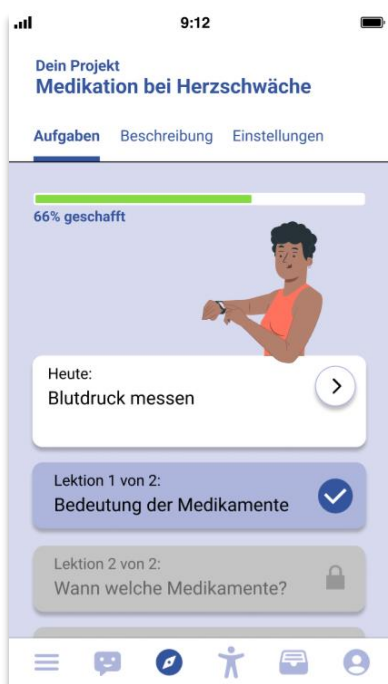 9:12
Dein Projekt
Medikation bei Herzschwäche
Aufgaben Beschreibung Einstellungen
66% geschafft
Heute:
Blutdruck messen
Lektion 1 von 2:
Bedeutung der Medikamente
Lektion 2 von 2:
Wann welche Medikamente?